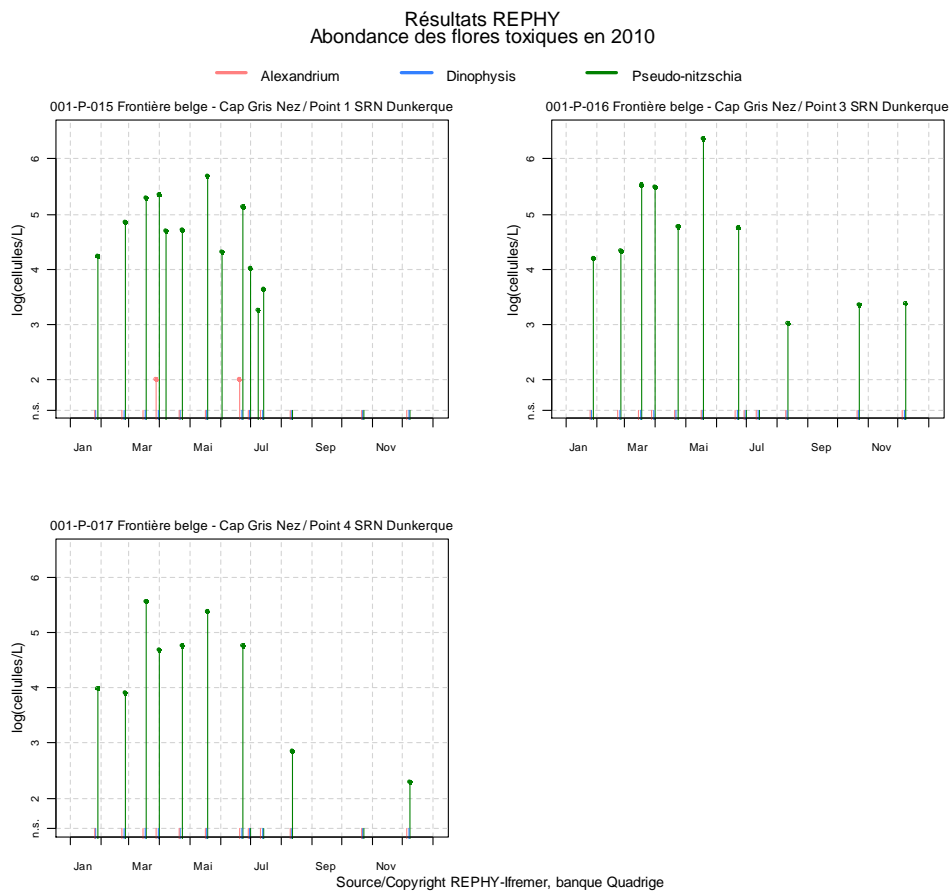 Résultats REPHY
Abondance des flores toxiques en 2010
Alexandrium Dinophysis Pseudo-nitzschia
001-P-015 Frontière belge - Cap Gris Nez / Point 1 SRN Dunkerque
log(cellulles/L)
6
5
4
3
2
n.s.
Jan Mar Mai Jul Sep Nov
001-P-016 Frontière belge - Cap Gris Nez / Point 3 SRN Dunkerque
log(cellulles/L)
6
5
4
3
2
n.s.
Jan Mar Mai Jul Sep Nov
001-P-017 Frontière belge - Cap Gris Nez / Point 4 SRN Dunkerque
log(cellulles/L)
6
5
4
3
2
n.s.
Jan Mar Mai Jul Sep Nov
Source/Copyright REPHY-Ifremer, banque Quadrige